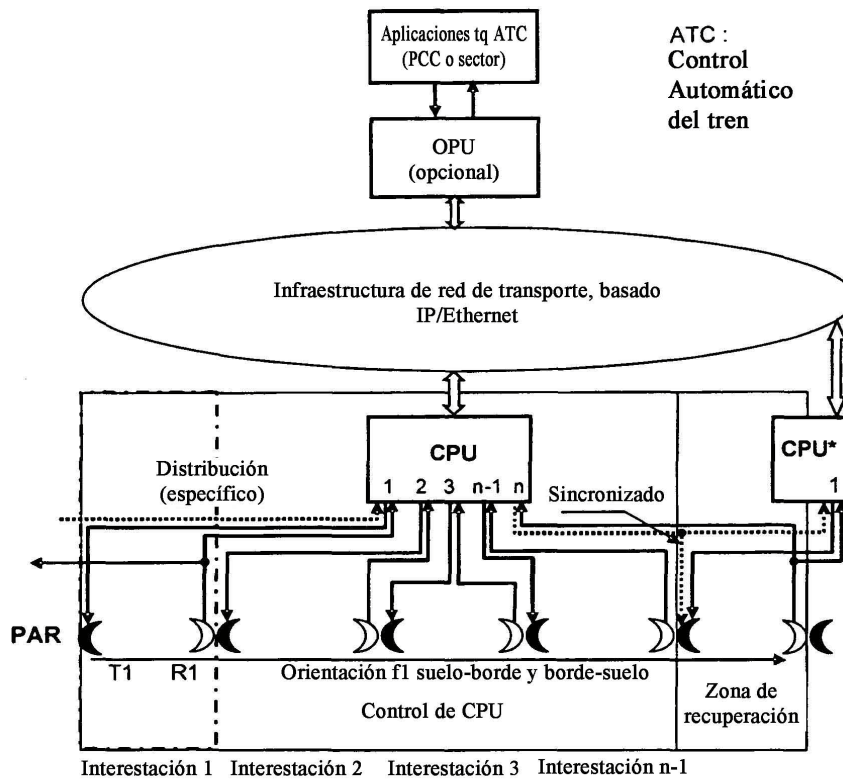 Aplicaciones tq ATC
(PCC o sector)
ATC :
Control
Automático
del tren
OPU
(opcional)
Infraestructura de red de transporte, basado
IP/Ethernet
CPU
CPU*
Distribución
(específico)
1 2 3 n-1 n
Sincronizado
1
PAR
T1 R1
Orientación f1 suelo-borde y borde-suelo
Control de CPU
Zona de
recuperación
Interestación 1 Interestación 2 Interestación 3 Interestación n-1